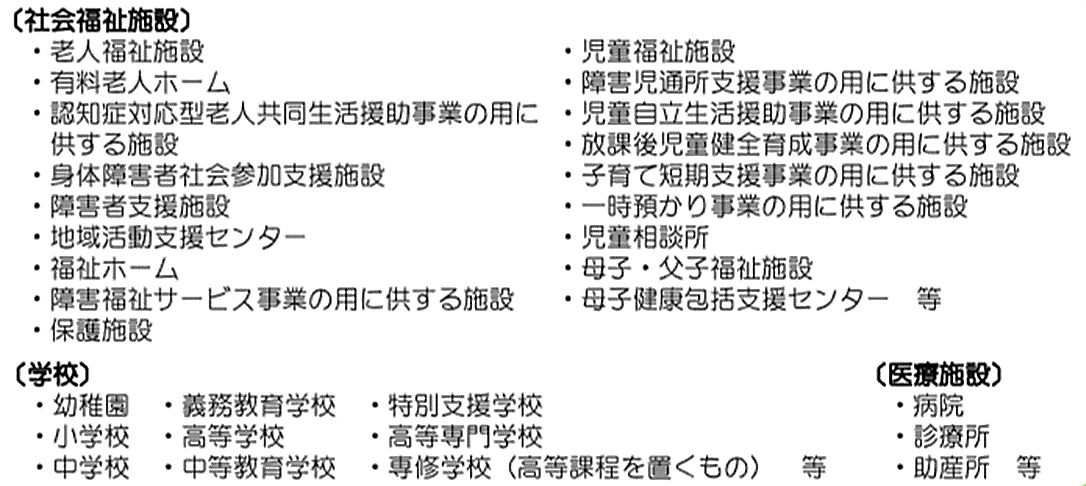 （社会福祉施設）
・老人福祉施設
・有料老人ホーム
・認知症対応型老人共同生活援助事業の用に
供する施設
・身体障害者社会参加支援施設
・障害者支援施設
・地域活動支援センター
・福祉ホーム
・障害福祉サービス事業の用に供する施設
・保護施設
・児童福祉施設
・障害児通所支援事業の用に供する施設
・児童自立生活援助事業の用に供する施設
・放課後児童健全育成事業の用に供する施設
・子育て短期支援事業の用に供する施設
・一時預かり事業の用に供する施設
・児童相談所
・母子・父子福祉施設
・母子健康包括支援センター　等
（学校）
・幼稚園　・義務教育学校　・特別支援学校
・小学校　・高等学校　・高等専門学校
・中学校　・中等教育学校　・専修学校（高等課程を置くもの）　等
（医療施設）
・病院
・診療所
・助産所　等